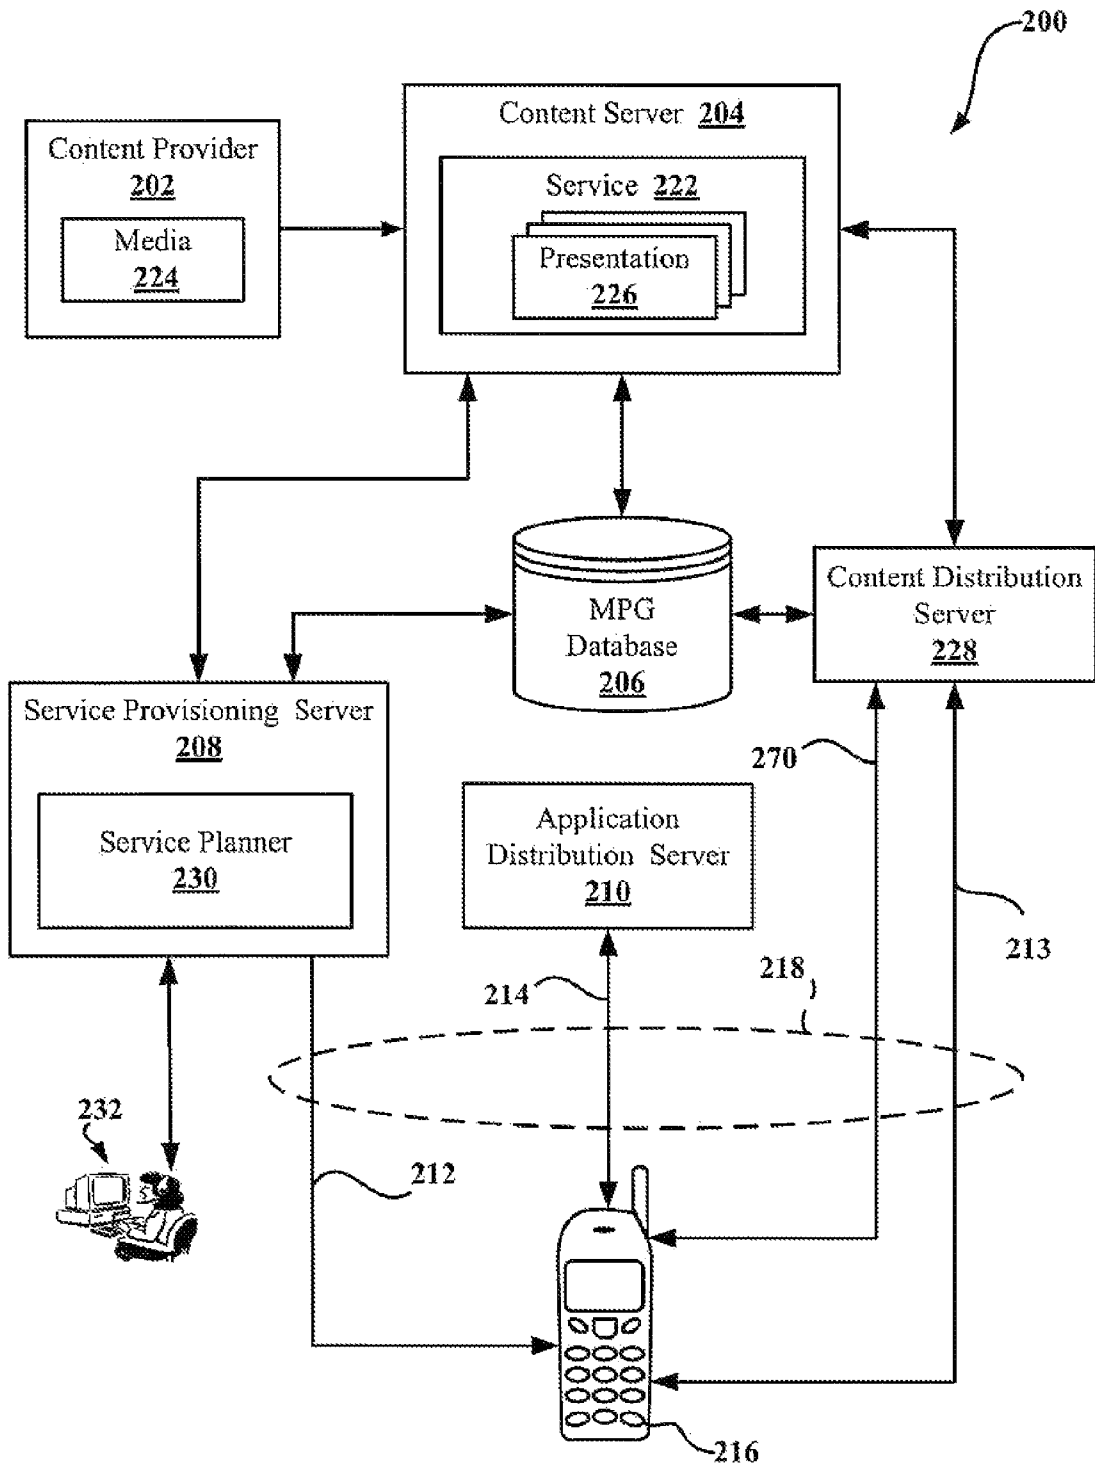 200
Content Server 204
Content Provider
202
Media
224
Service 222
Presentation
226
MPG
Database
206
Content Distribution
Server
228
Service Provisioning Server
208
Service Planner
230
Application
Distribution Server
210
270
213
214
218
232
212
216